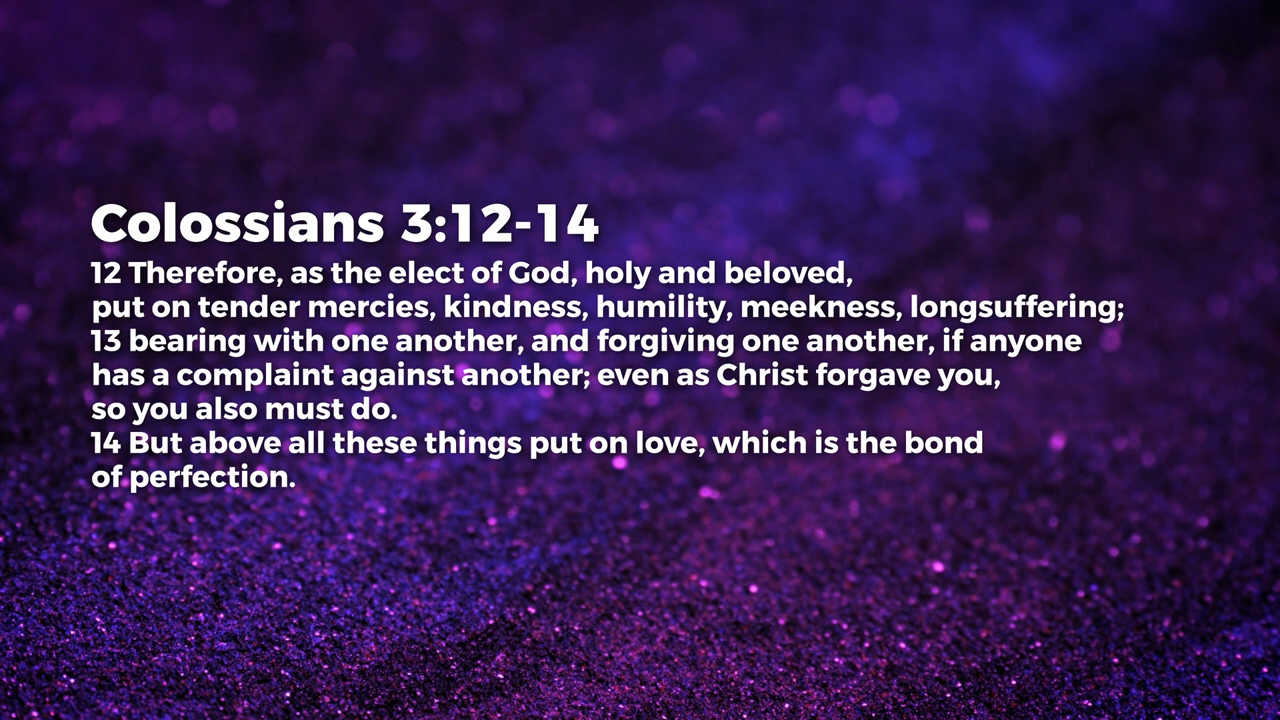 Colossians 3:12-14
12 Therefore, as the elect of God, holy and beloved,
put on tender mercies, kindness, humility, meekness, longsuffering;
13 bearing with one another, and forgiving one another, if anyone
has a complaint against another; even as Christ forgave you,
so you also must do.
14 But above all these things put on love, which is the bond
of perfection.